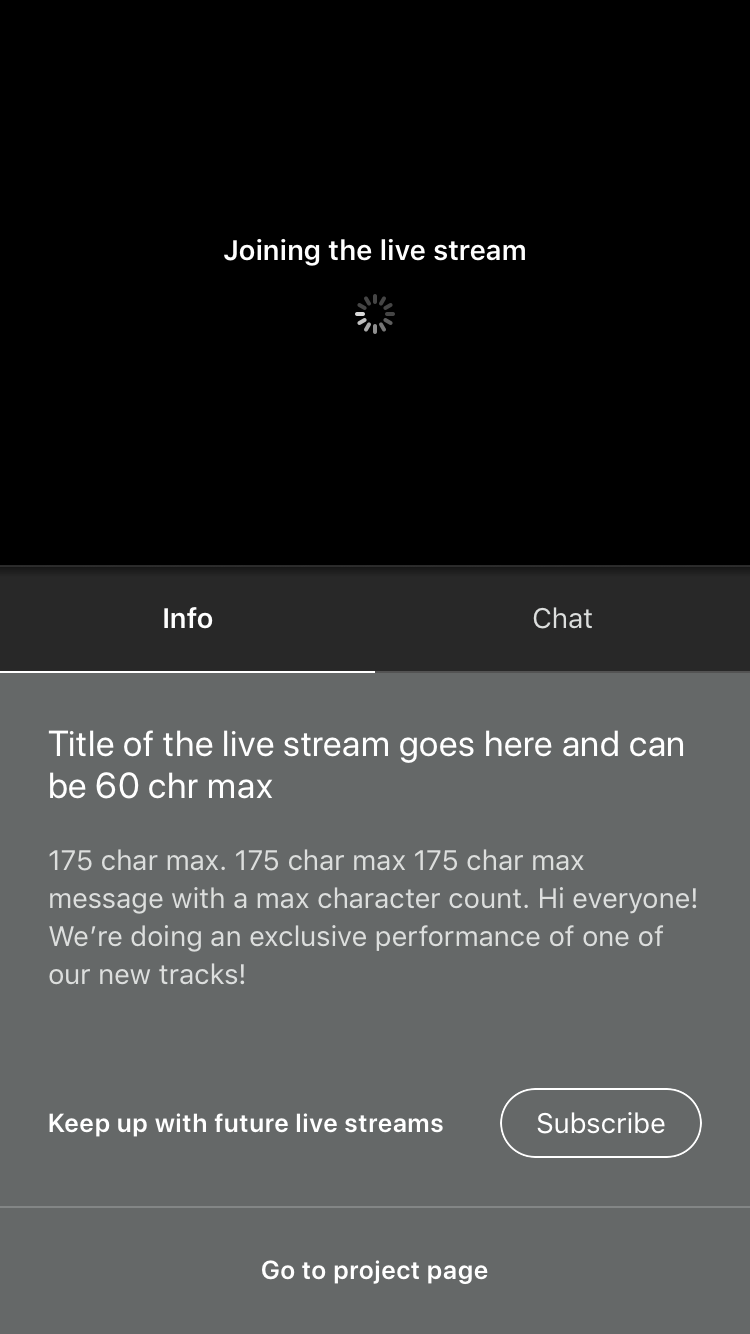 Joining the live stream
Info
Chat
Title of the live stream goes here and can
be 60 chr max
175 char max. 175 char max 175 char max
message with a max character count. Hi everyone!
We’re doing an exclusive performance of one of
our new tracks!
Keep up with future live streams
Subscribe
Go to project page